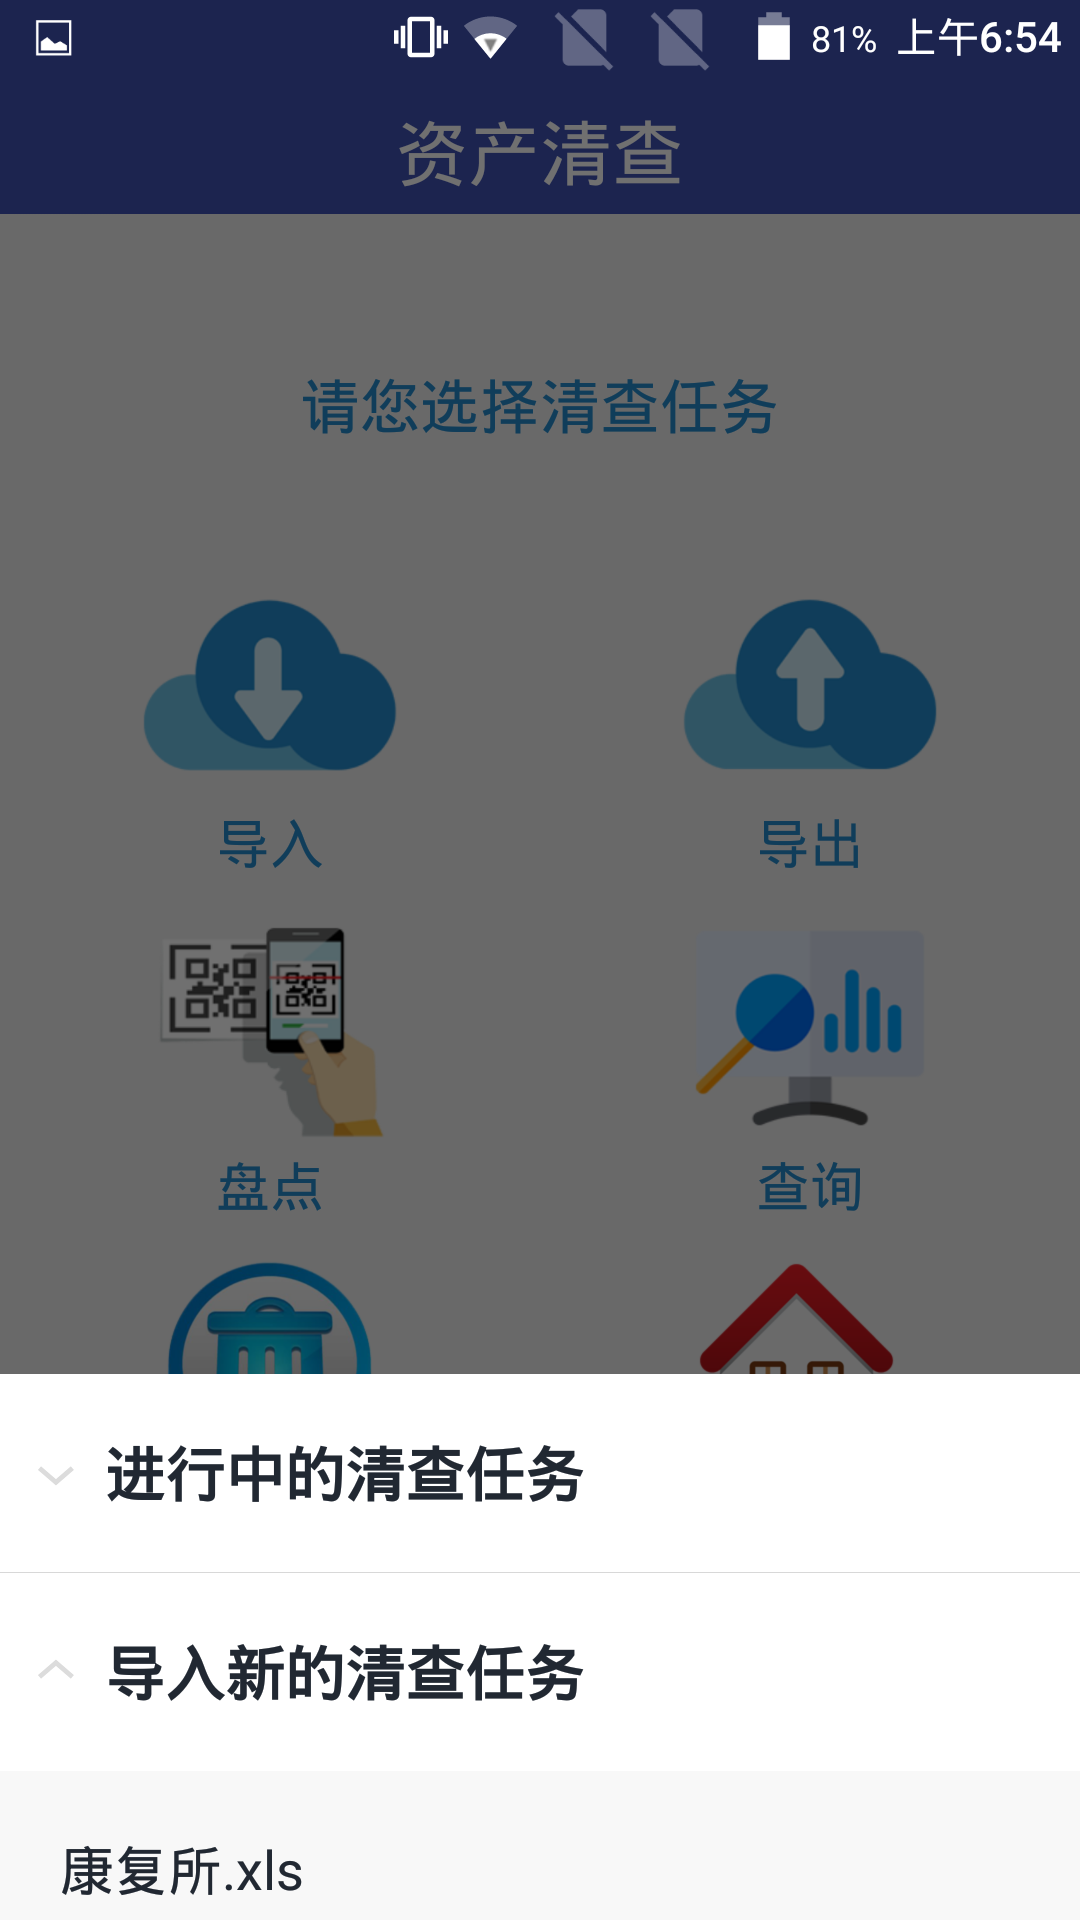 81% 上午6:54
资产清查
请您选择清查任务
导入 导出
盘点 查询
进行中的清查任务
导入新的清查任务
康复所.xls